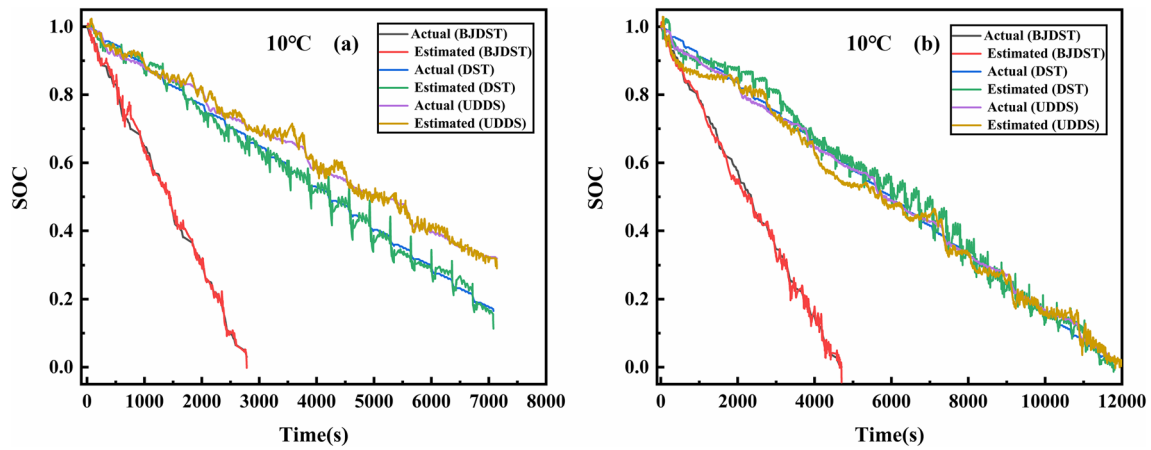 10°C (a)
Actual (BJDST)
Estimated (BJDST)
Actual (DST)
Estimated (DST)
Actual (UDDS)
Estimated (UDDS)
SOC
1.0
0.8
0.6
0.4
0.2
0.0
0 1000 2000 3000 4000 5000 6000 7000 8000
Time(s)
10°C (b)
Actual (BJDST)
Estimated (BJDST)
Actual (DST)
Estimated (DST)
Actual (UDDS)
Estimated (UDDS)
SOC
1.0
0.8
0.6
0.4
0.2
0.0
0 2000 4000 6000 8000 10000 12000
Time(s)